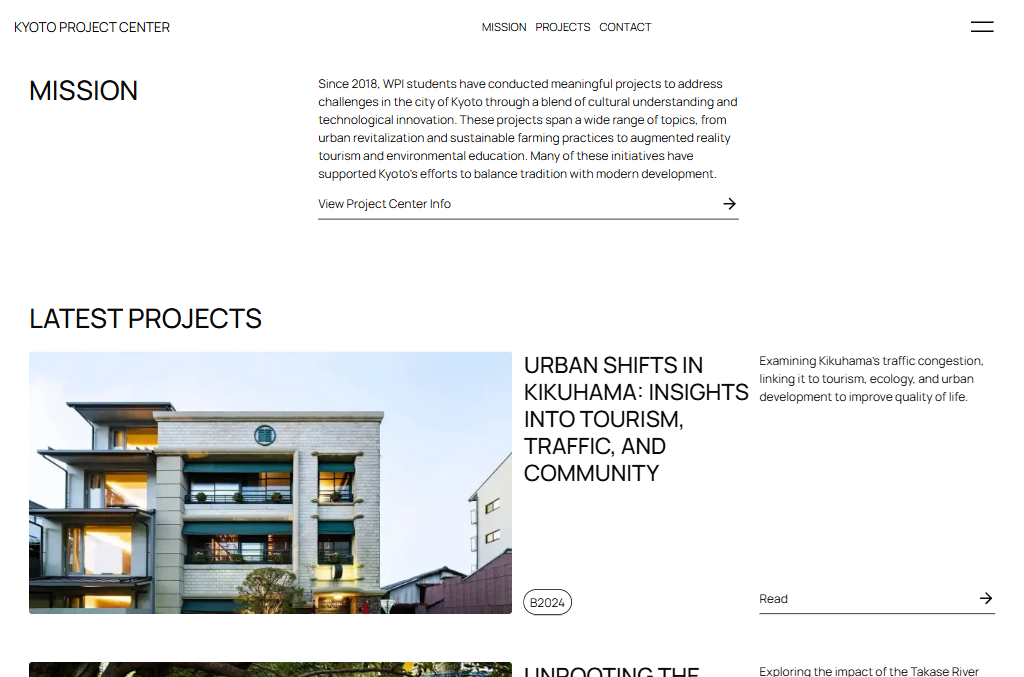 KYOTO PROJECT CENTER
MISSION PROJECTS CONTACT
MISSION
Since 2018, WPI students have conducted meaningful projects to address
challenges in the city of Kyoto through a blend of cultural understanding and
technological innovation. These projects span a wide range of topics, from
urban revitalization and sustainable farming practices to augmented reality
tourism and environmental education. Many of these initiatives have
supported Kyoto's efforts to balance tradition with modern development.
View Project Center Info
LATEST PROJECTS
URBAN SHIFTS IN
KIKUHAMA: INSIGHTS
INTO TOURISM,
TRAFFIC, AND
COMMUNITY
B2024
Examining Kikuhama's traffic congestion,
linking it to tourism, ecology, and urban
development to improve quality of life.
Read
UNROOTING THE
Exploring the impact of the Takase River